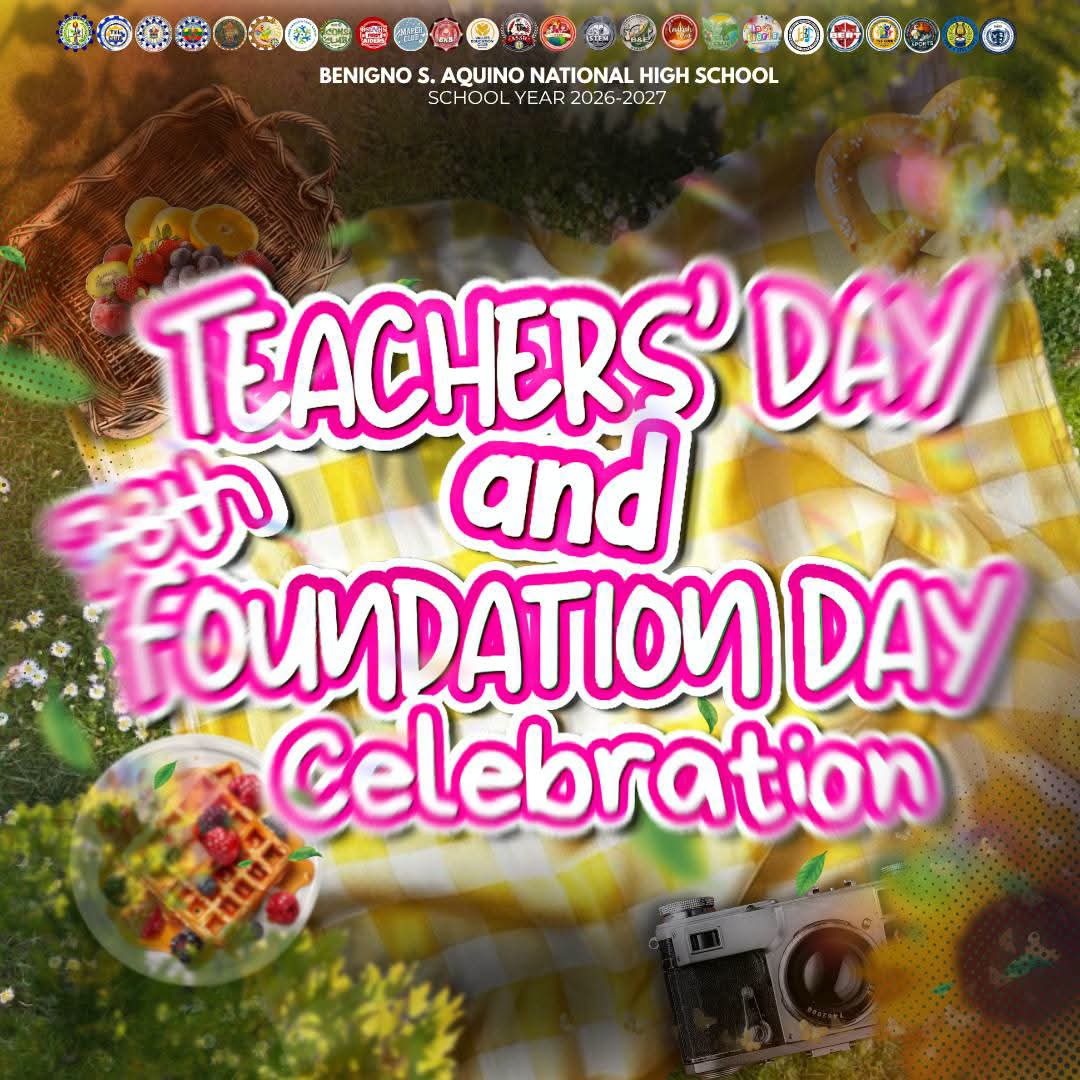 BENIGNO S. AQUINO NATIONAL HIGH SCHOOL
SCHOOL YEAR 2026-2027
TEACHERS' DAY
and
FOUNDATION DAY
Celebration